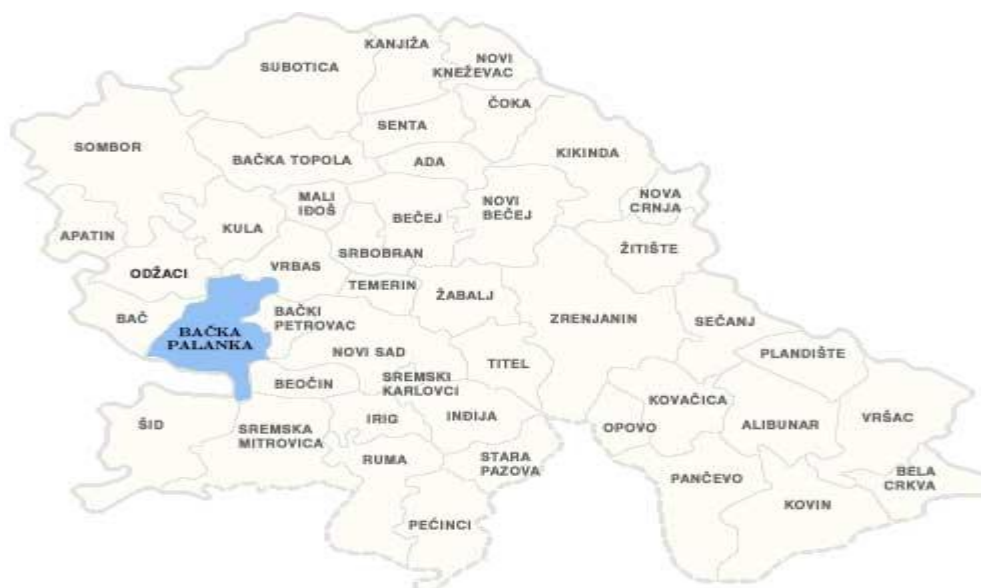 KANJIŽA
NOVI
KNEŽEVAC
SUBOTICA
ČOKA
SENTA
SOMBOR
KIKINDA
BAČKA TOPOLA
ADA
MALI
IĐOŠ
NOVI
BEČEJ
NOVA
CRNJA
BEČEJ
APATIN
KULA
ŽITIŠTE
SRBOBRAN
VRBAS
ODŽACI
TEMERIN
ŽABALJ
BAČ
BAČKI
PETROVAC
ZRENJANIN
SEČANJ
BAČKA
PALANKA
NOVI SAD
PLANDIŠTE
TITEL
BEOČIN
SREMSKI
KARLOVCI
KOVAČICA
ŠID
SREMSKA
MITROVICA
IRIG
INĐIJA
OPOVO
ALIBUNAR
VRŠAC
RUMA
STARA
PAZOVA
PANČEVO
BELA
CRKVA
KOVIN
PEĆINCI